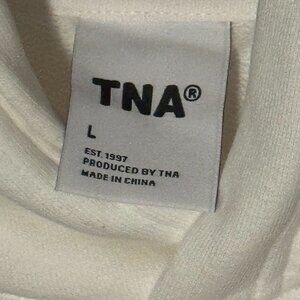 TNA®
L
EST. 1997
PRODUCED BY TNA
MADE IN CHINA